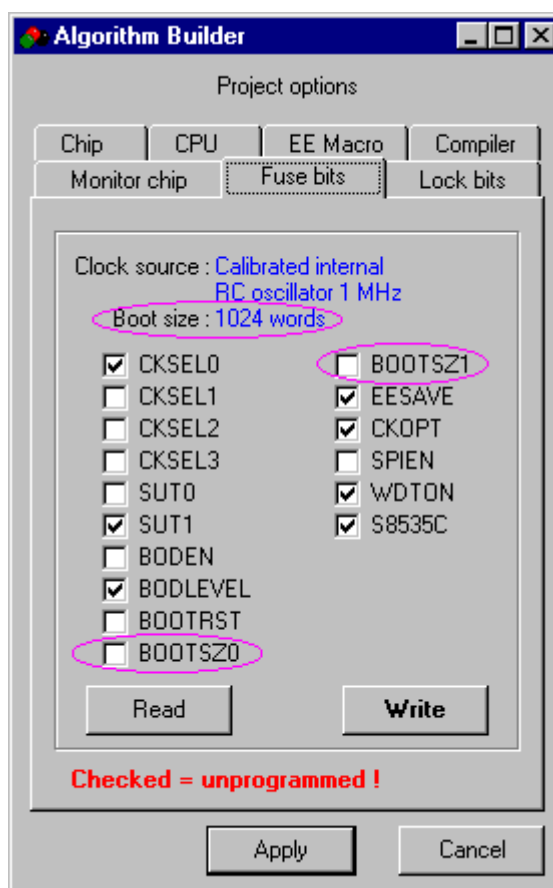 Algorithm Builder
Project options
Chip CPU EE Macro Compiler
Monitor chip Fuse bits Lock bits
Clock source : Calibrated internal
RC oscillator 1 MHz
Boot size : 1024 words
CKSEL0 BOOTSZ1
CKSEL1 EESAVE
CKSEL2 CKOPT
CKSEL3 SPIEN
SUT0 WDTON
SUT1 S8535C
BODEN
BODLEVEL
BOOTRST
BOOTSZ0
Read Write
Checked = unprogrammed !
Apply Cancel